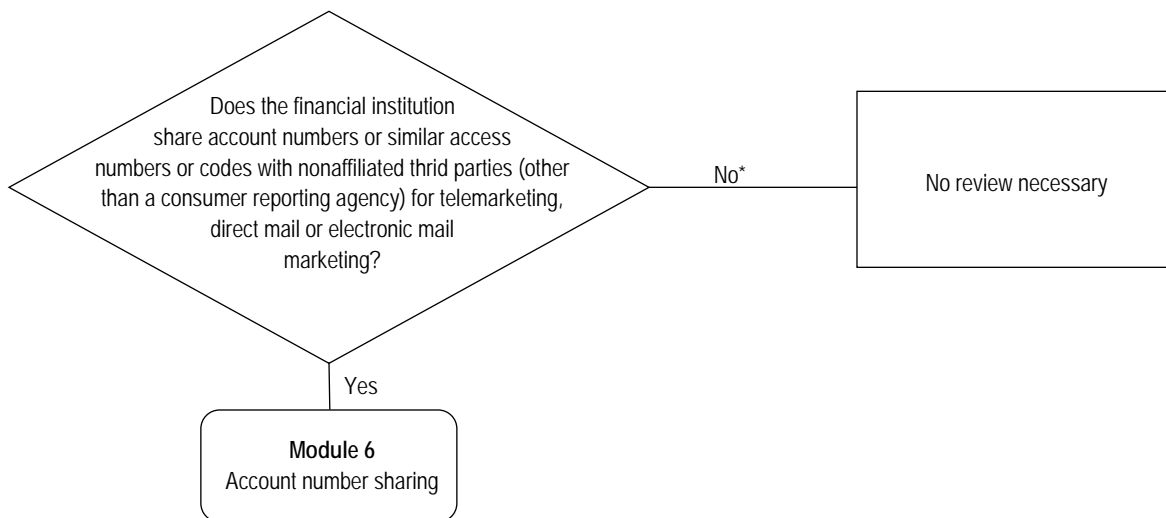 Does the financial institution
share account numbers or similar access
numbers or codes with nonaffiliated thrid parties (other
than a consumer reporting agency) for telemarketing,
direct mail or electronic mail
marketing?
No*
No review necessary
Yes
Module 6
Account number sharing